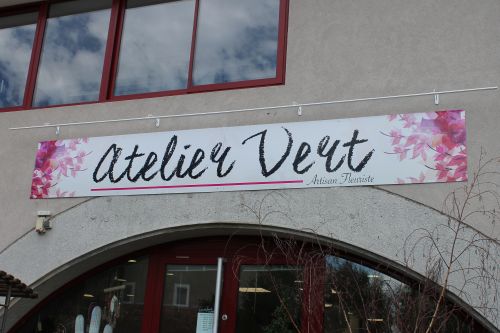 Atelier Vert
Artisan Fleuriste